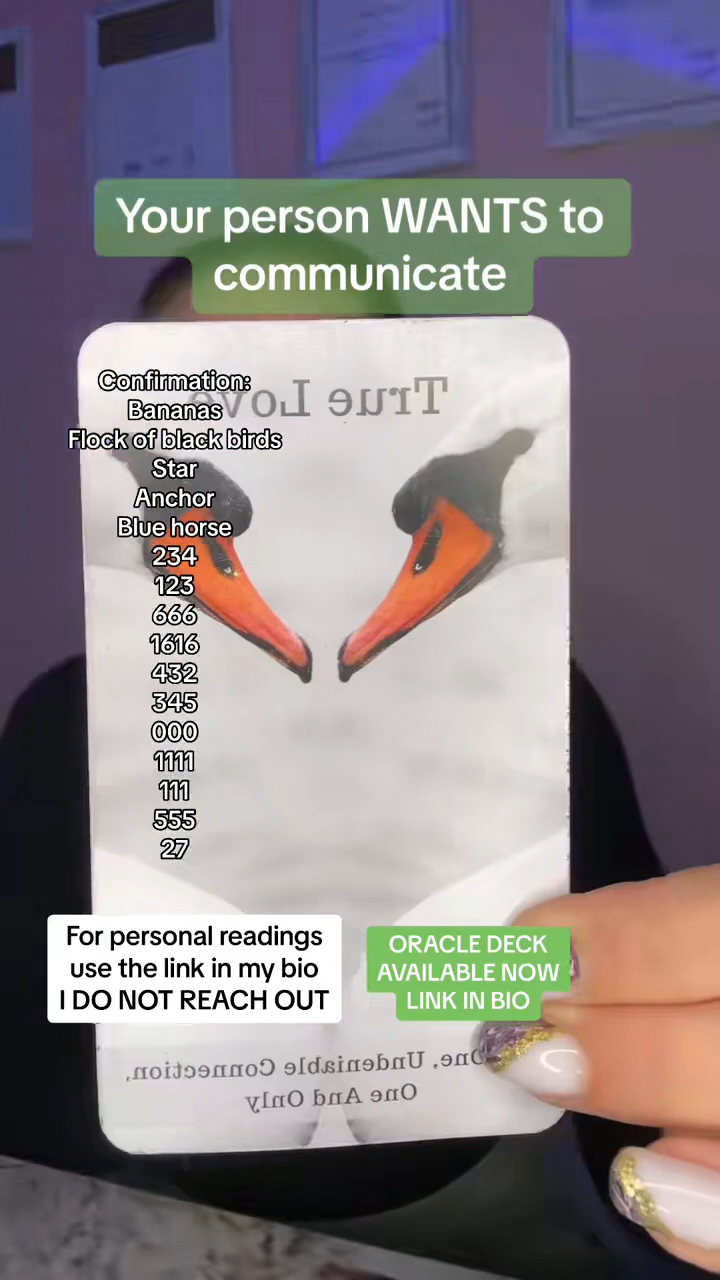 Your person WANTS to
communicate
True Love
Confirmation:
Bananas
Flock of black birds
Star
Anchor
Blue horse
234
123
666
1616
432
345
000
1111
111
555
27
For personal readings
use the link in my bio
I DO NOT REACH OUT
ORACLE DECK
AVAILABLE NOW
LINK IN BIO
One, Undeniable Connection,
One And Only